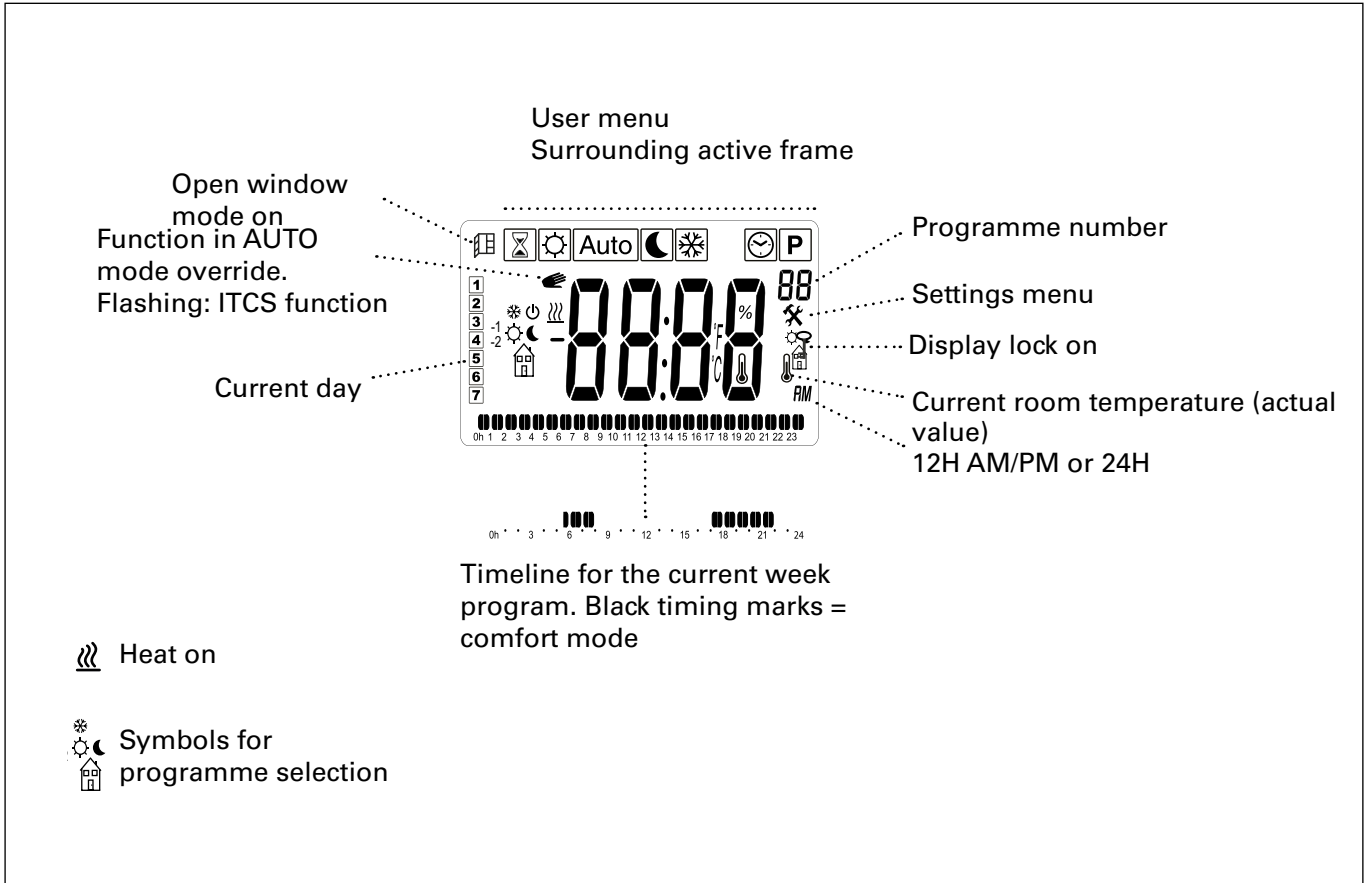 User menu
Surrounding active frame
Open window
mode on
Function in AUTO
mode override.
Flashing: ITCS function
Current day
Auto
P
88
1
2
3
4
5
6
7
-1
-2
88:88
%
°F
°C
AM
0h 1 2 3 4 5 6 7 8 9 10 11 12 13 14 15 16 17 18 19 20 21 22 23
Programme number
Settings menu
Display lock on
Current room temperature (actual
value)
12H AM/PM or 24H
0h 3 6 9 12 15 18 21 24
Timeline for the current week
program. Black timing marks =
comfort mode
Heat on
Symbols for
programme selection